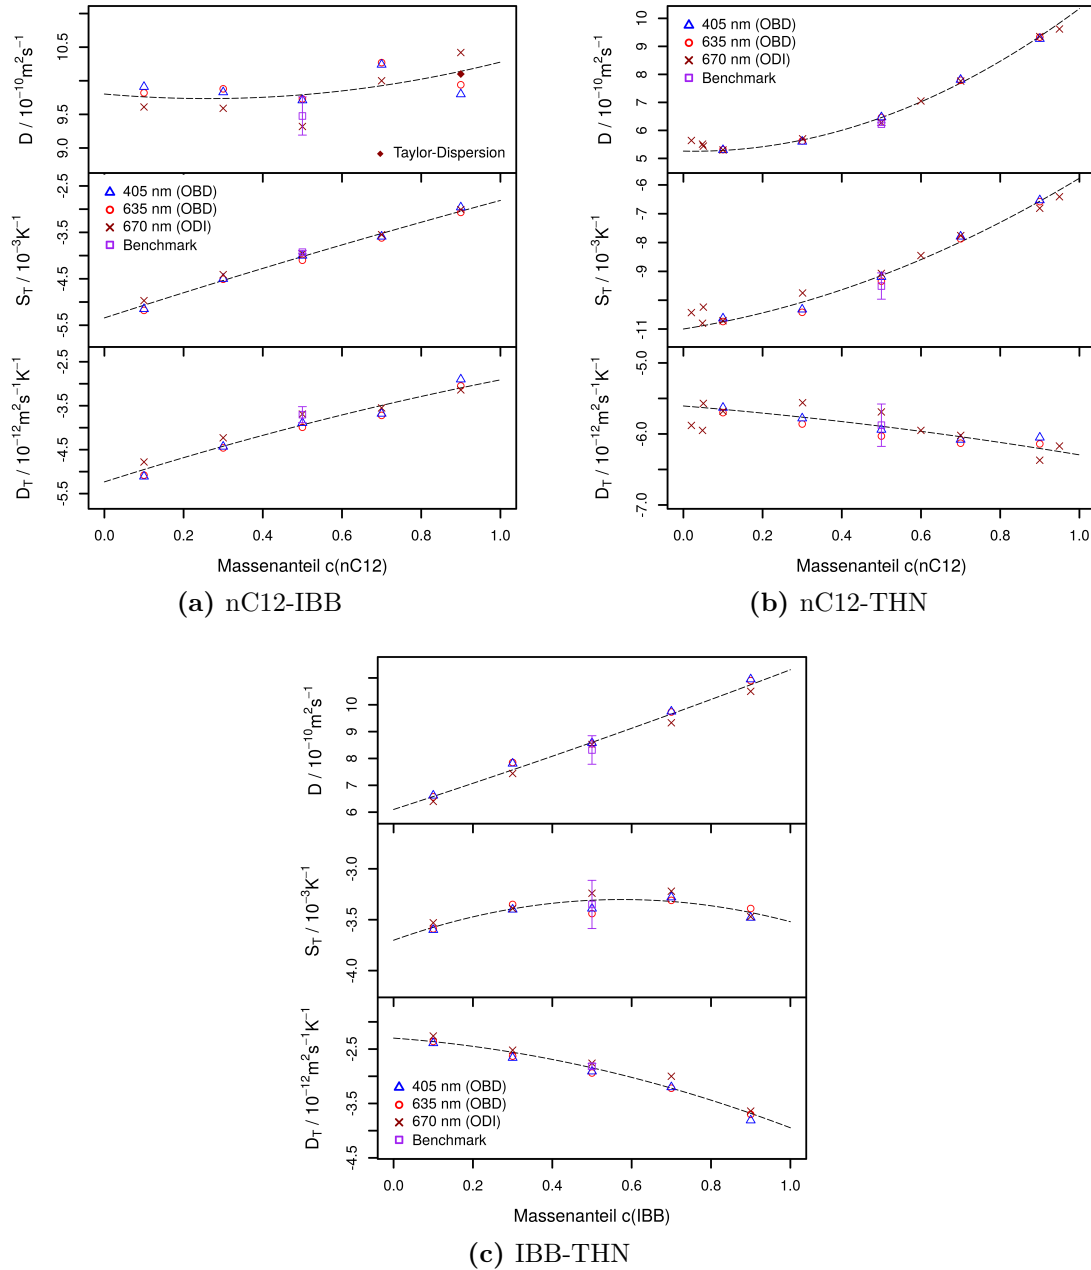 D / 10⁻¹⁰m²s⁻¹
10.5
9.5
9.0
Taylor-Dispersion
S_T / 10⁻³K⁻¹
-2.5
-3.5
-4.5
-5.5
405 nm (OBD)
635 nm (OBD)
670 nm (ODI)
Benchmark
D_T / 10⁻¹²m²s⁻¹K⁻¹
-2.5
-3.5
-4.5
-5.5
0.0 0.2 0.4 0.6 0.8 1.0
Massenanteil c(nC12)
(a) nC12-IBB
D / 10⁻¹⁰m²s⁻¹
10
9
8
7
6
5
405 nm (OBD)
635 nm (OBD)
670 nm (ODI)
Benchmark
S_T / 10⁻³K⁻¹
-6
-7
-8
-9
-11
D_T / 10⁻¹²m²s⁻¹K⁻¹
-5.0
-6.0
-7.0
0.0 0.2 0.4 0.6 0.8 1.0
Massenanteil c(nC12)
(b) nC12-THN
D / 10⁻¹⁰m²s⁻¹
10
9
8
7
6
S_T / 10⁻³K⁻¹
-3.0
-3.5
-4.0
D_T / 10⁻¹²m²s⁻¹K⁻¹
-2.5
-3.5
-4.5
405 nm (OBD)
635 nm (OBD)
670 nm (ODI)
Benchmark
0.0 0.2 0.4 0.6 0.8 1.0
Massenanteil c(IBB)
(c) IBB-THN